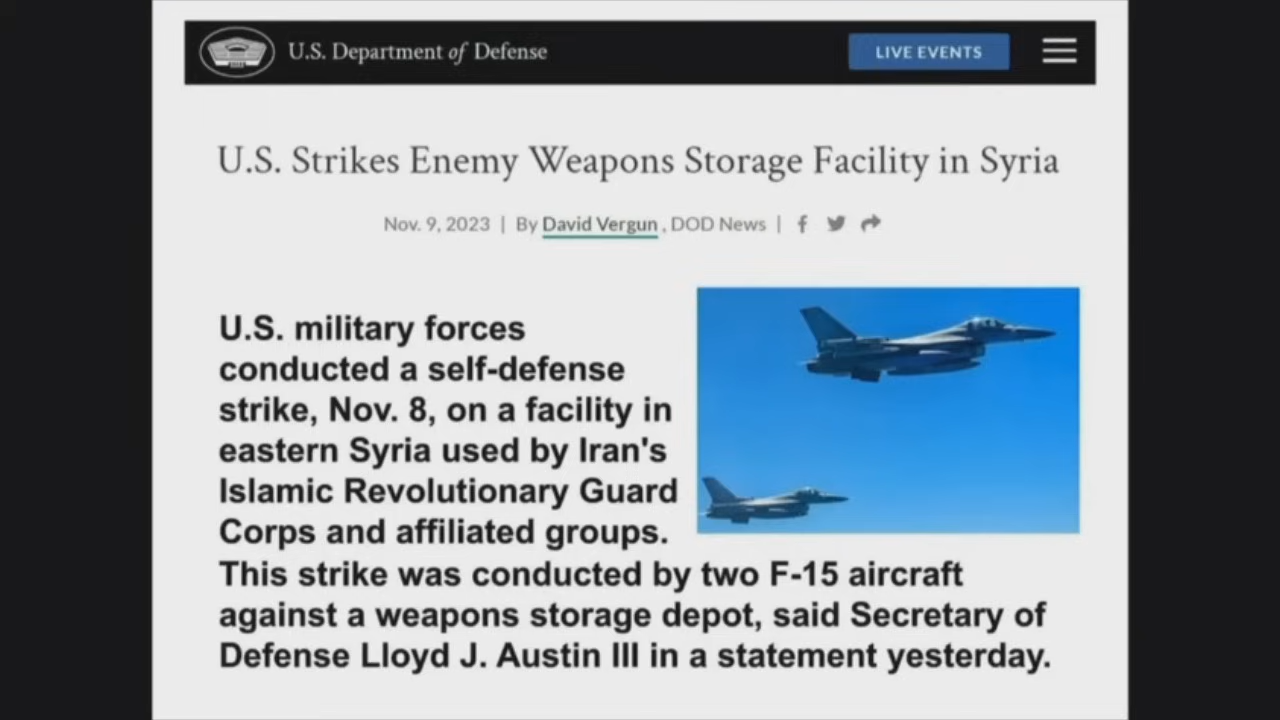 U.S. Department of Defense
LIVE EVENTS
U.S. Strikes Enemy Weapons Storage Facility in Syria
Nov. 9, 2023 | By David Vergun , DOD News |
U.S. military forces
conducted a self-defense
strike, Nov. 8, on a facility in
eastern Syria used by Iran's
Islamic Revolutionary Guard
Corps and affiliated groups.
This strike was conducted by two F-15 aircraft
against a weapons storage depot, said Secretary of
Defense Lloyd J. Austin III in a statement yesterday.